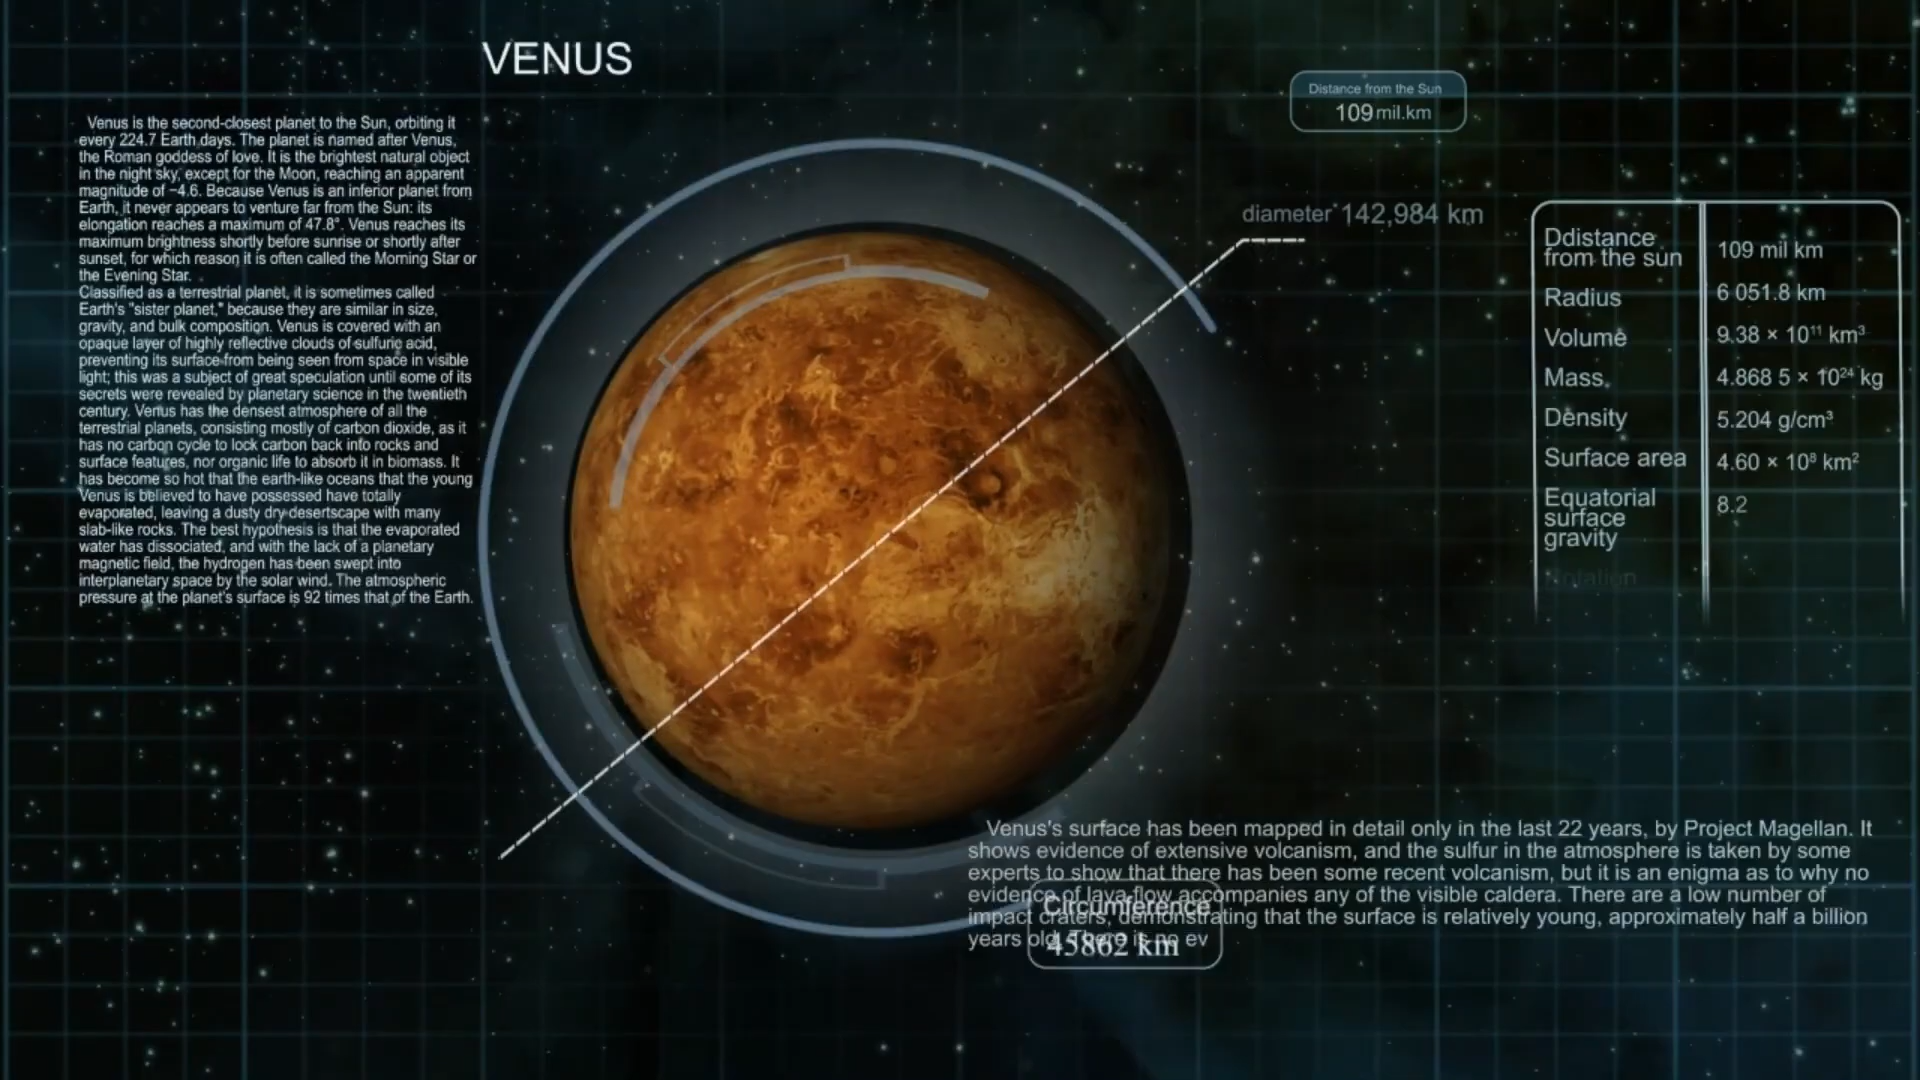 VENUS
Venus is the second-closest planet to the Sun, orbiting it
every 224.7 Earth days. The planet is named after Venus,
the Roman goddess of love. It is the brightest natural object
in the night sky, except for the Moon, reaching an apparent
magnitude of −4.6. Because Venus is an inferior planet from
Earth, it never appears to venture far from the Sun: its
elongation reaches a maximum of 47.8°. Venus reaches its
maximum brightness shortly before sunrise or shortly after
sunset, for which reason it is often called the Morning Star or
the Evening Star.
Classified as a terrestrial planet, it is sometimes called
Earth's "sister planet," because they are similar in size,
gravity, and bulk composition. Venus is covered with an
opaque layer of highly reflective clouds of sulfuric acid,
preventing its surface from being seen from space in visible
light; this was a subject of great speculation until some of its
secrets were revealed by planetary science in the twentieth
century. Venus has the densest atmosphere of all the
terrestrial planets, consisting mostly of carbon dioxide, as it
has no carbon cycle to lock carbon back into rocks and
surface features, nor organic life to absorb it in biomass. It
has become so hot that the earth-like oceans that the young
Venus is believed to have possessed have totally
evaporated, leaving a dusty dry desertscape with many
slab-like rocks. The best hypothesis is that the evaporated
water has dissociated, and with the lack of a planetary
magnetic field, the hydrogen has been swept into
interplanetary space by the solar wind. The atmospheric
pressure at the planet's surface is 92 times that of the Earth.
Distance from the Sun
109 mil.km
diameter 142,984 km
Ddistance
from the sun 109 mil km
Radius 6 051.8 km
Volume 9.38 × 10¹¹ km³
Mass 4.868 5 × 10²⁴ kg
Density 5.204 g/cm³
Surface area 4.60 × 10⁸ km²
Equatorial
surface
gravity 8.2
Rotation
Venus's surface has been mapped in detail only in the last 22 years, by Project Magellan. It
shows evidence of extensive volcanism, and the sulfur in the atmosphere is taken by some
experts to show that there has been some recent volcanism, but it is an enigma as to why no
evidence of lava flow accompanies any of the visible caldera. There are a low number of
impact craters, demonstrating that the surface is relatively young, approximately half a billion
years old. There is no ev
Circumference
45862 km